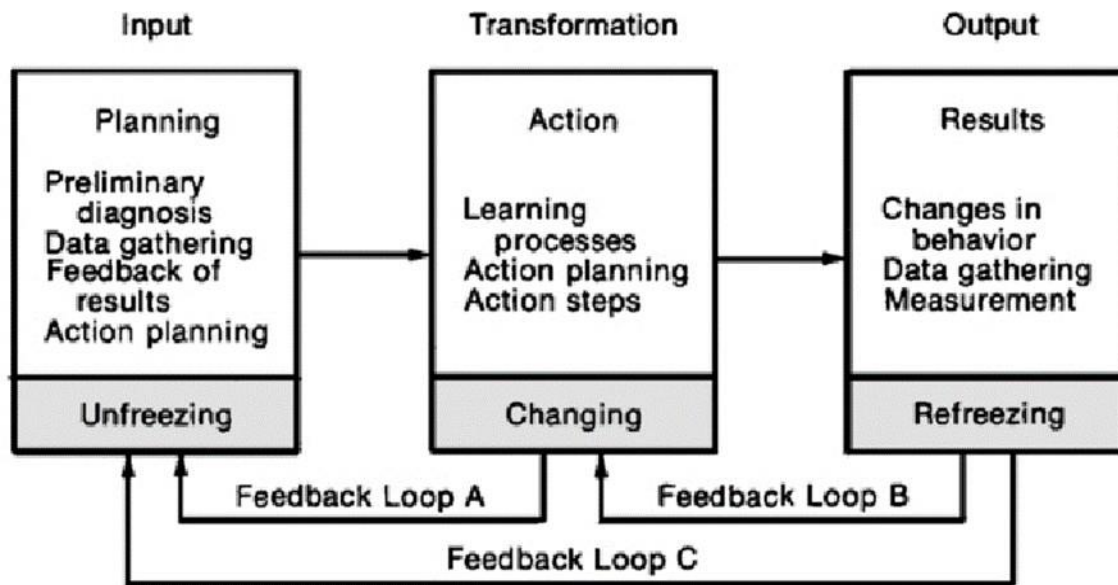 Input
Transformation
Output
Planning
Preliminary
diagnosis
Data gathering
Feedback of
results
Action planning
Unfreezing
Action
Learning
processes
Action planning
Action steps
Changing
Results
Changes in
behavior
Data gathering
Measurement
Refreezing
Feedback Loop A
Feedback Loop B
Feedback Loop C